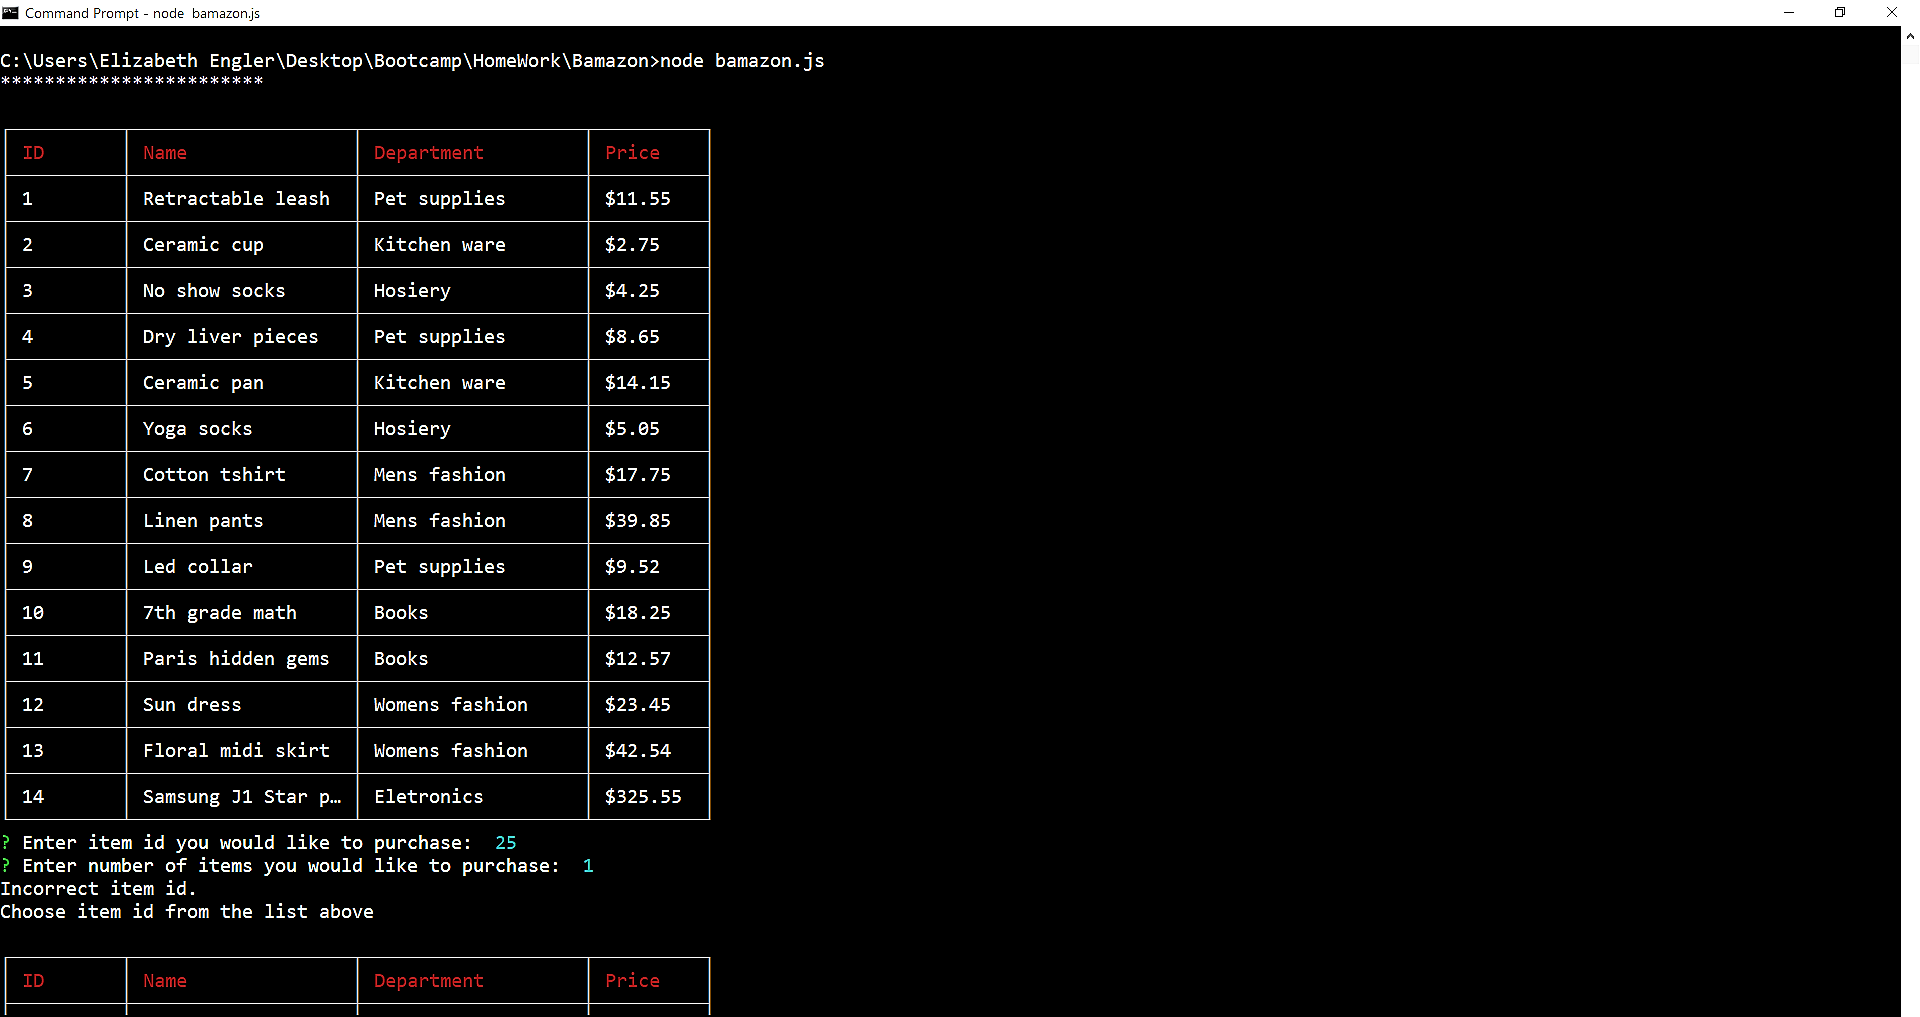 Command Prompt - node  bamazon.js
C:\Users\Elizabeth Engler\Desktop\Bootcamp\HomeWork\Bamazon>node bamazon.js
************************
ID Name Department Price
1 Retractable leash Pet supplies $11.55
2 Ceramic cup Kitchen ware $2.75
3 No show socks Hosiery $4.25
4 Dry liver pieces Pet supplies $8.65
5 Ceramic pan Kitchen ware $14.15
6 Yoga socks Hosiery $5.05
7 Cotton tshirt Mens fashion $17.75
8 Linen pants Mens fashion $39.85
9 Led collar Pet supplies $9.52
10 7th grade math Books $18.25
11 Paris hidden gems Books $12.57
12 Sun dress Womens fashion $23.45
13 Floral midi skirt Womens fashion $42.54
14 Samsung J1 Star p… Eletronics $325.55
? Enter item id you would like to purchase:  25
? Enter number of items you would like to purchase:  1
Incorrect item id.
Choose item id from the list above
ID Name Department Price